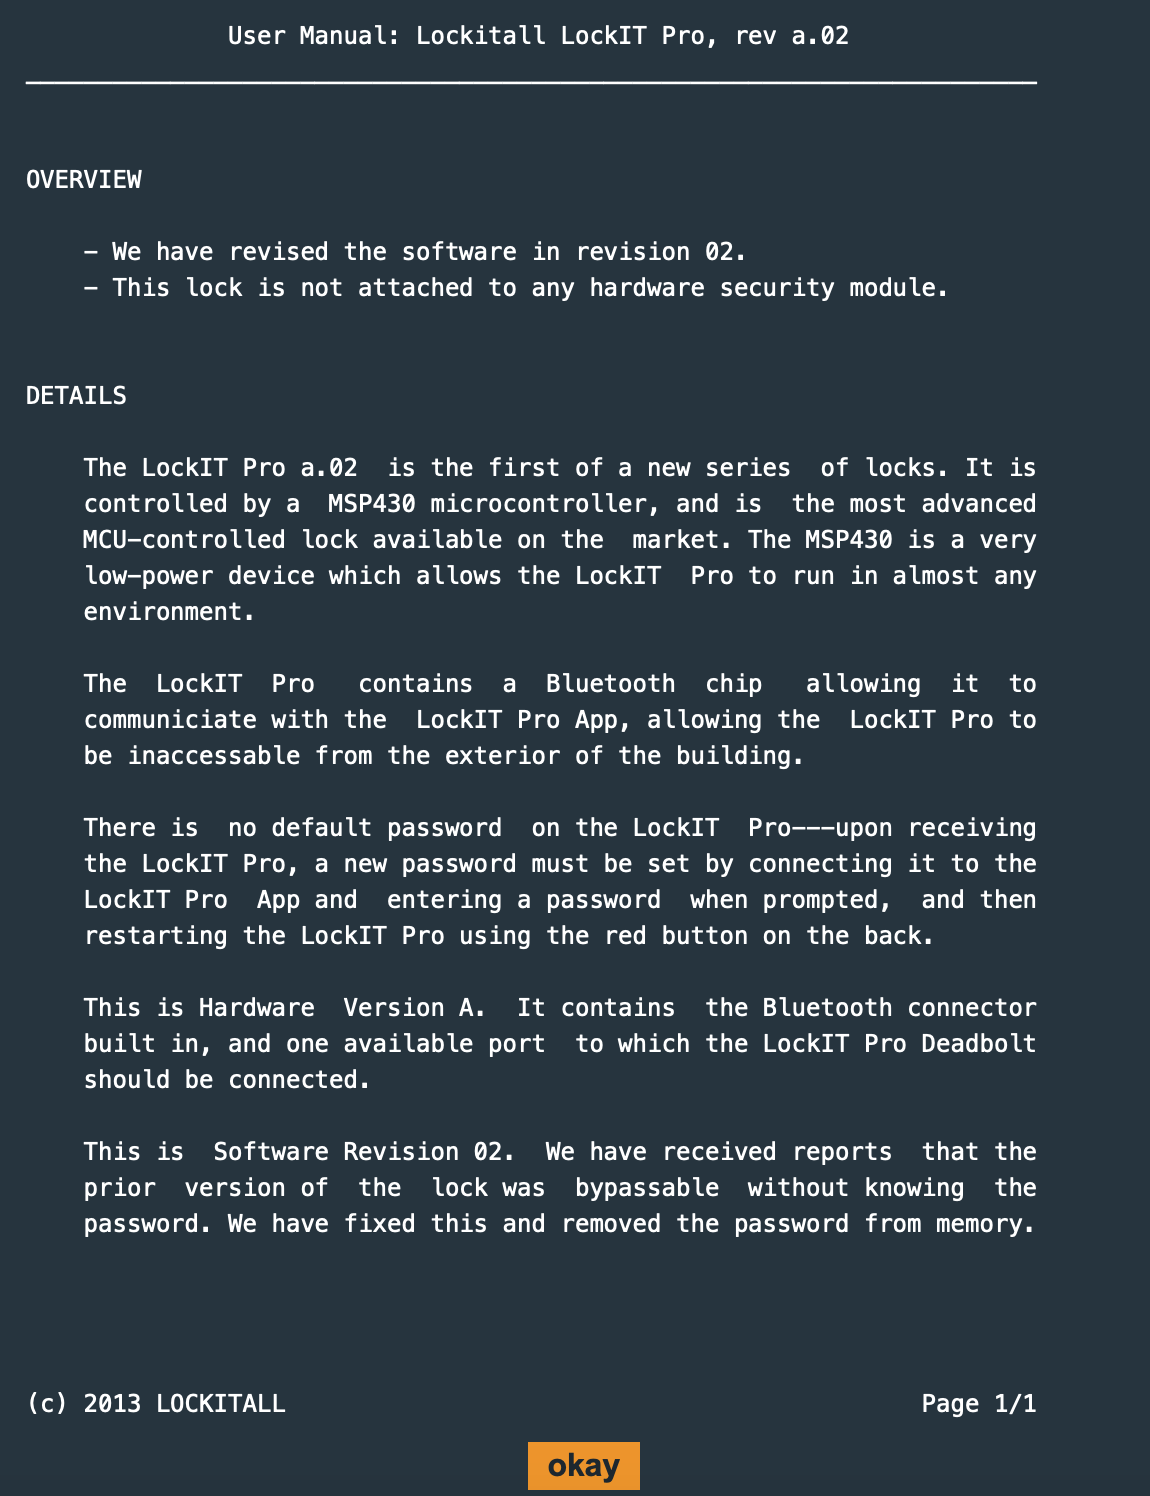 User Manual: Lockitall LockIT Pro, rev a.02
OVERVIEW
- We have revised the software in revision 02.
- This lock is not attached to any hardware security module.
DETAILS
The LockIT Pro a.02  is the first of a new series  of locks. It is
controlled by a  MSP430 microcontroller, and is  the most advanced
MCU-controlled lock available on the  market. The MSP430 is a very
low-power device which allows the LockIT  Pro to run in almost any
environment.
The  LockIT  Pro   contains  a  Bluetooth  chip   allowing  it  to
communiciate with the  LockIT Pro App, allowing the  LockIT Pro to
be inaccessable from the exterior of the building.
There is  no default password  on the LockIT  Pro---upon receiving
the LockIT Pro, a new password must be set by connecting it to the
LockIT Pro  App and  entering a password  when prompted,  and then
restarting the LockIT Pro using the red button on the back.
This is Hardware  Version A.  It contains  the Bluetooth connector
built in, and one available port  to which the LockIT Pro Deadbolt
should be connected.
This is  Software Revision 02.  We have received reports  that the
prior  version of  the  lock was  bypassable  without knowing  the
password. We have fixed this and removed the password from memory.
(c) 2013 LOCKITALL                                            Page 1/1
okay